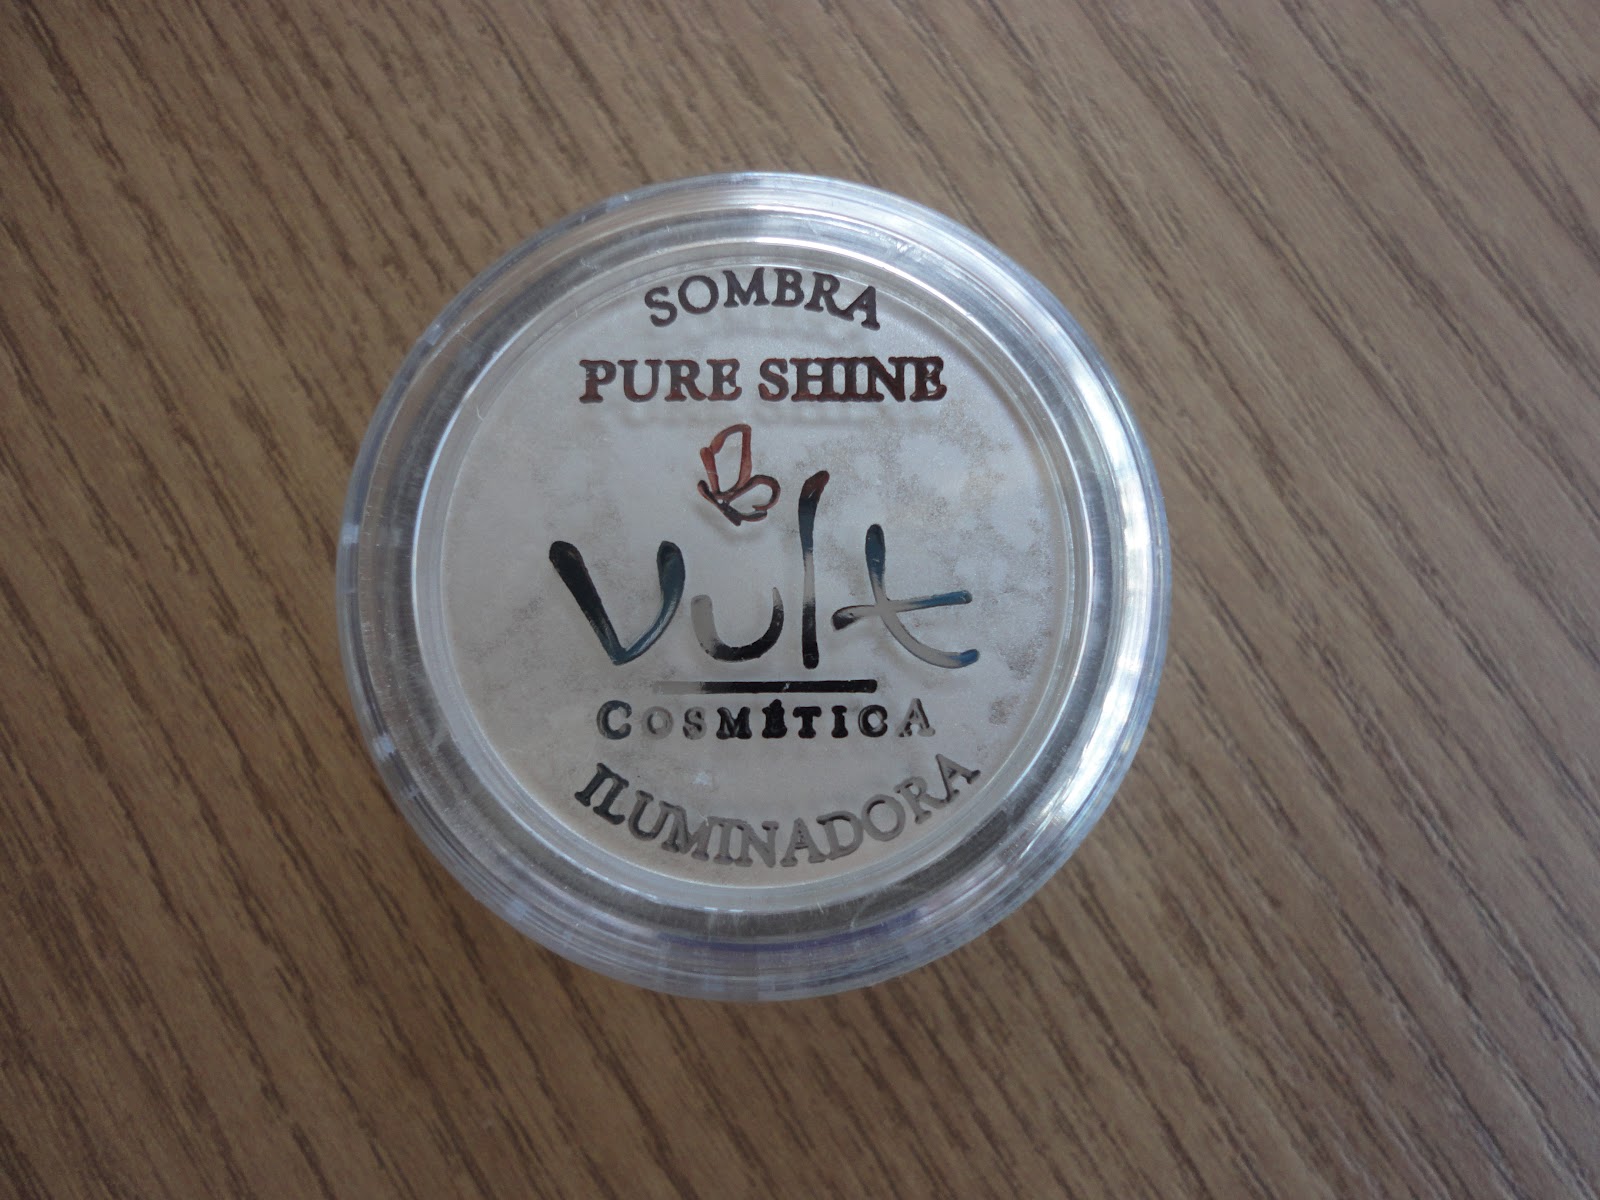 SOMBRA
PURE SHINE
Vult
COSMÉTICA
ILUMINADORA